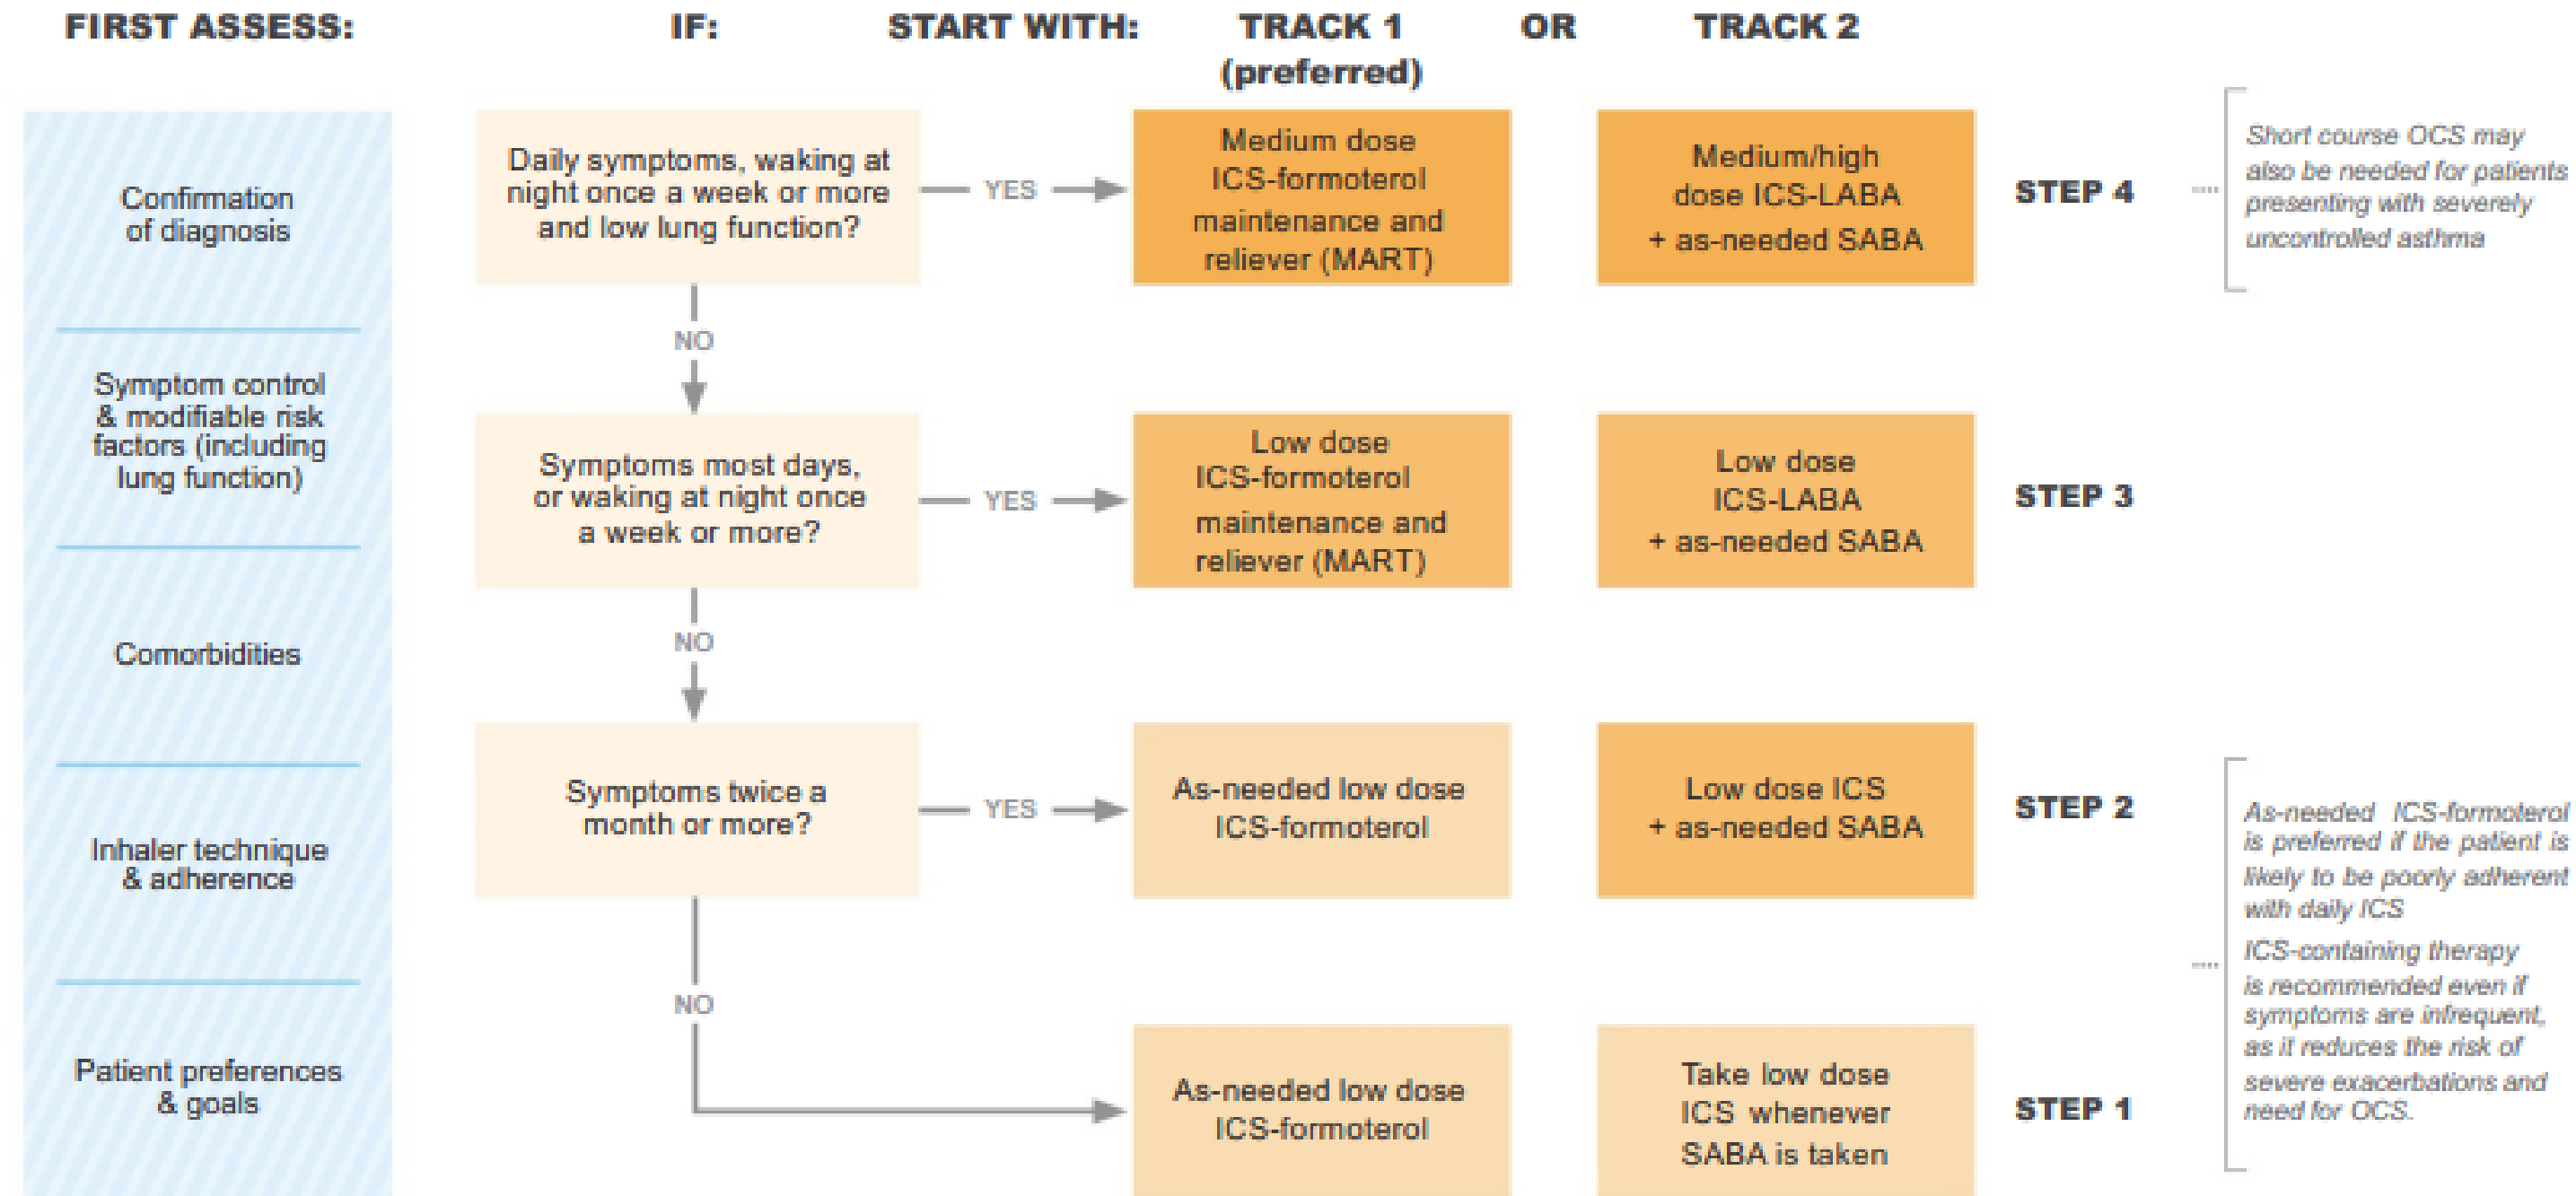 FIRST ASSESS:
IF:
START WITH:
TRACK 1
(preferred)
OR
TRACK 2
Confirmation
of diagnosis
Symptom control
& modifiable risk
factors (including
lung function)
Comorbidities
Inhaler technique
& adherence
Patient preferences
& goals
Daily symptoms, waking at
night once a week or more
and low lung function?
YES
Medium dose
ICS-formoterol
maintenance and
reliever (MART)
Medium/high
dose ICS-LABA
+ as-needed SABA
STEP 4
Short course OCS may
also be needed for patients
presenting with severely
uncontrolled asthma
NO
Symptoms most days,
or waking at night once
a week or more?
YES
Low dose
ICS-formoterol
maintenance and
reliever (MART)
Low dose
ICS-LABA
+ as-needed SABA
STEP 3
NO
Symptoms twice a
month or more?
YES
As-needed low dose
ICS-formoterol
Low dose ICS
+ as-needed SABA
STEP 2
NO
As-needed low dose
ICS-formoterol
Take low dose
ICS whenever
SABA is taken
STEP 1
As-needed ICS-formoterol
is preferred if the patient is
likely to be poorly adherent
with daily ICS
ICS-containing therapy
is recommended even if
symptoms are infrequent,
as it reduces the risk of
severe exacerbations and
need for OCS.